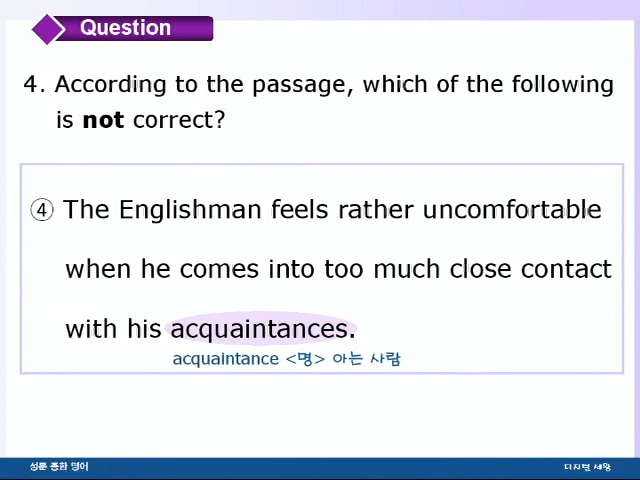 Question
4. According to the passage, which of the following
is not correct?
④ The Englishman feels rather uncomfortable
when he comes into too much close contact
with his acquaintances.
acquaintance <명> 아는 사람
성문 종합 영어
디지털 세왕